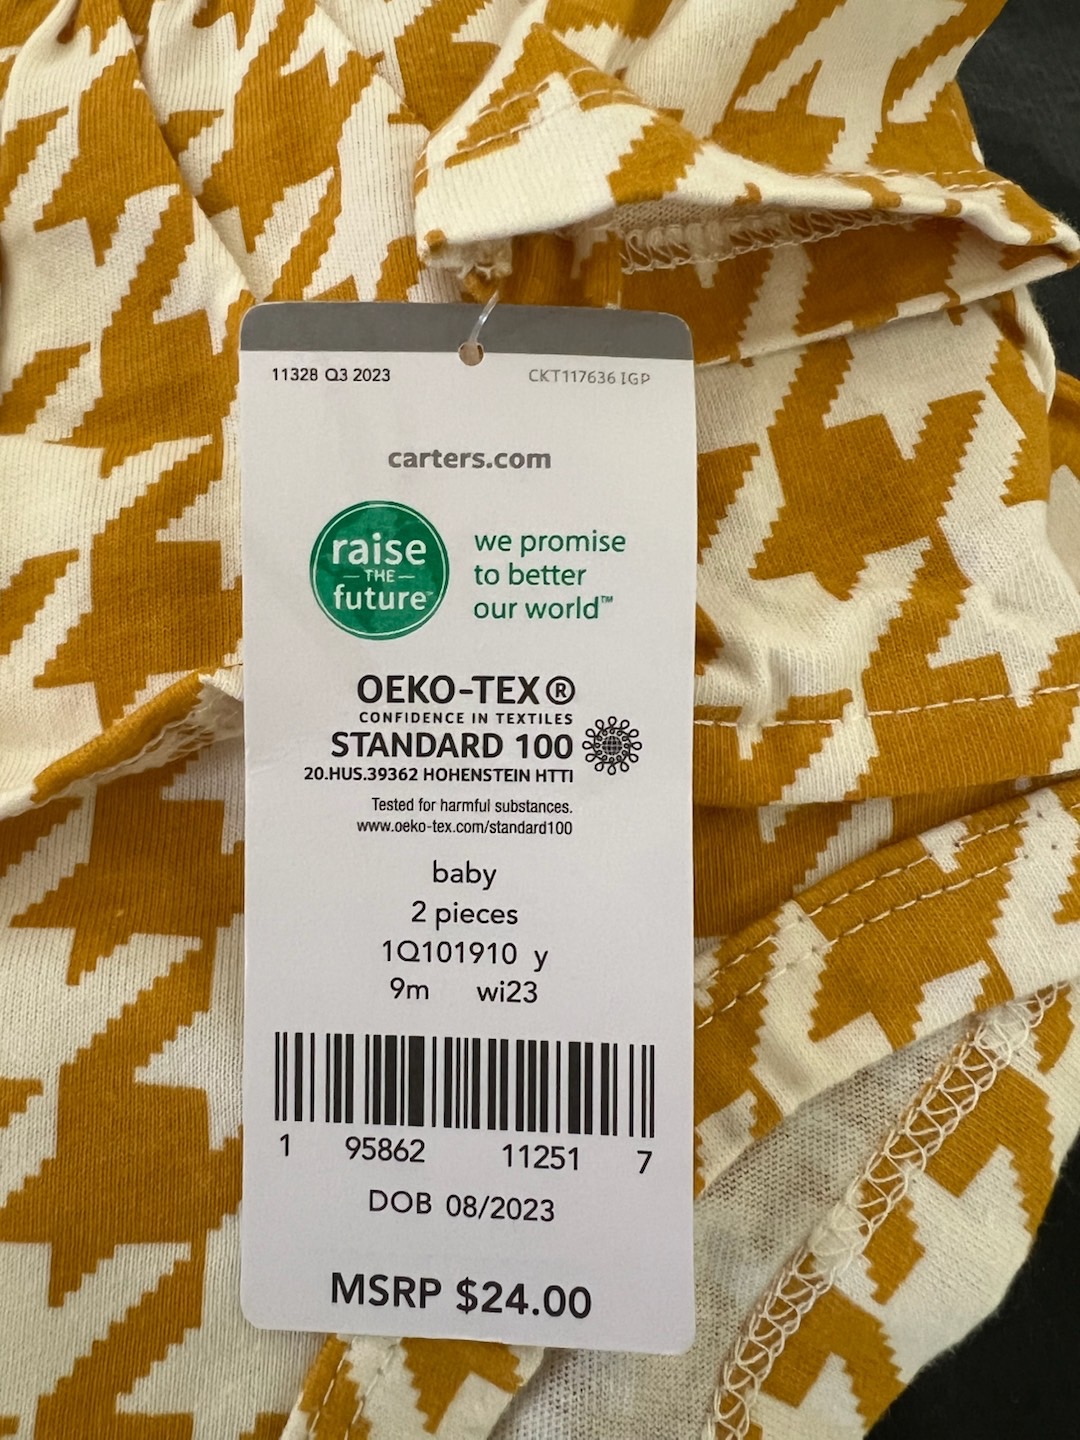 11328 Q3 2023 CKT117636 IGP
carters.com
raise
THE
future
we promise
to better
our world™
OEKO-TEX®
CONFIDENCE IN TEXTILES
STANDARD 100
20.HUS.39362 HOHENSTEIN HTTI
Tested for harmful substances.
www.oeko-tex.com/standard100
baby
2 pieces
1Q101910 y
9m wi23
1 95862 11251 7
DOB 08/2023
MSRP $24.00